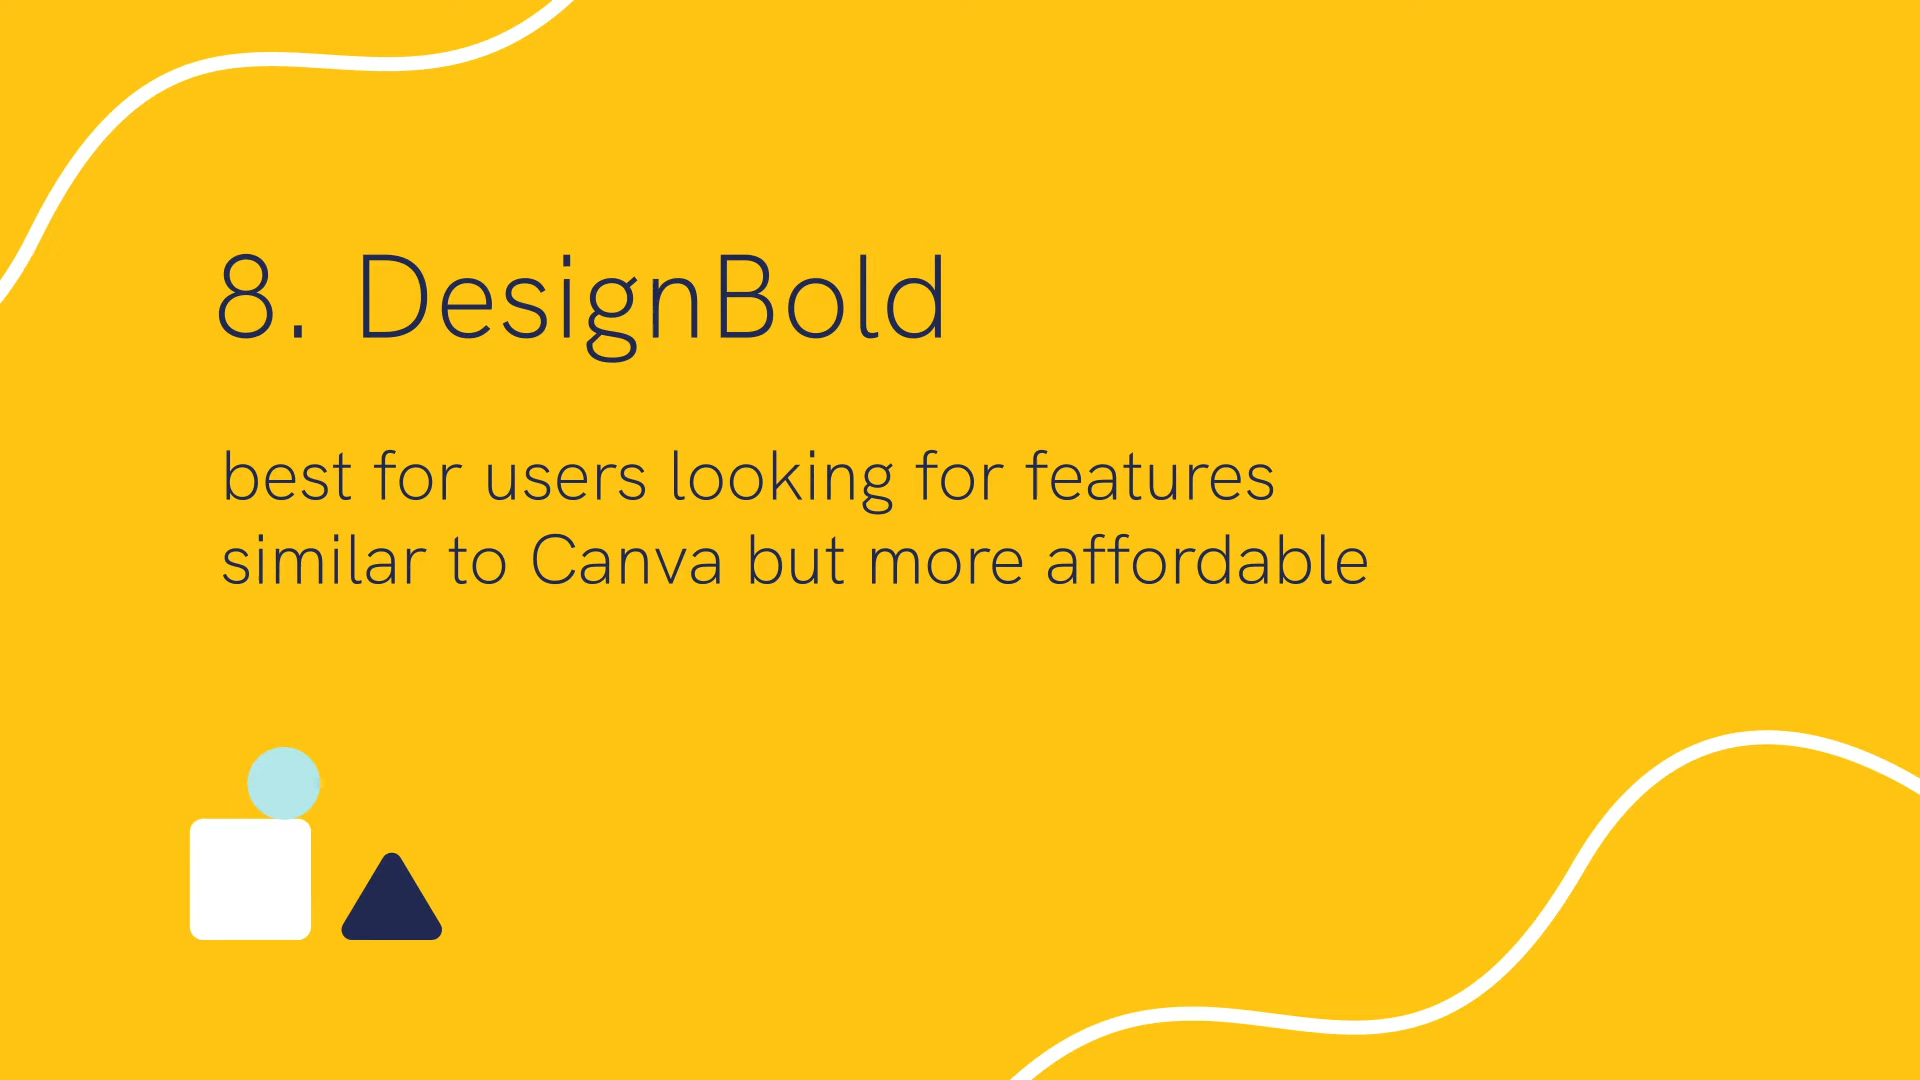 8. DesignBold
best for users looking for features
similar to Canva but more affordable